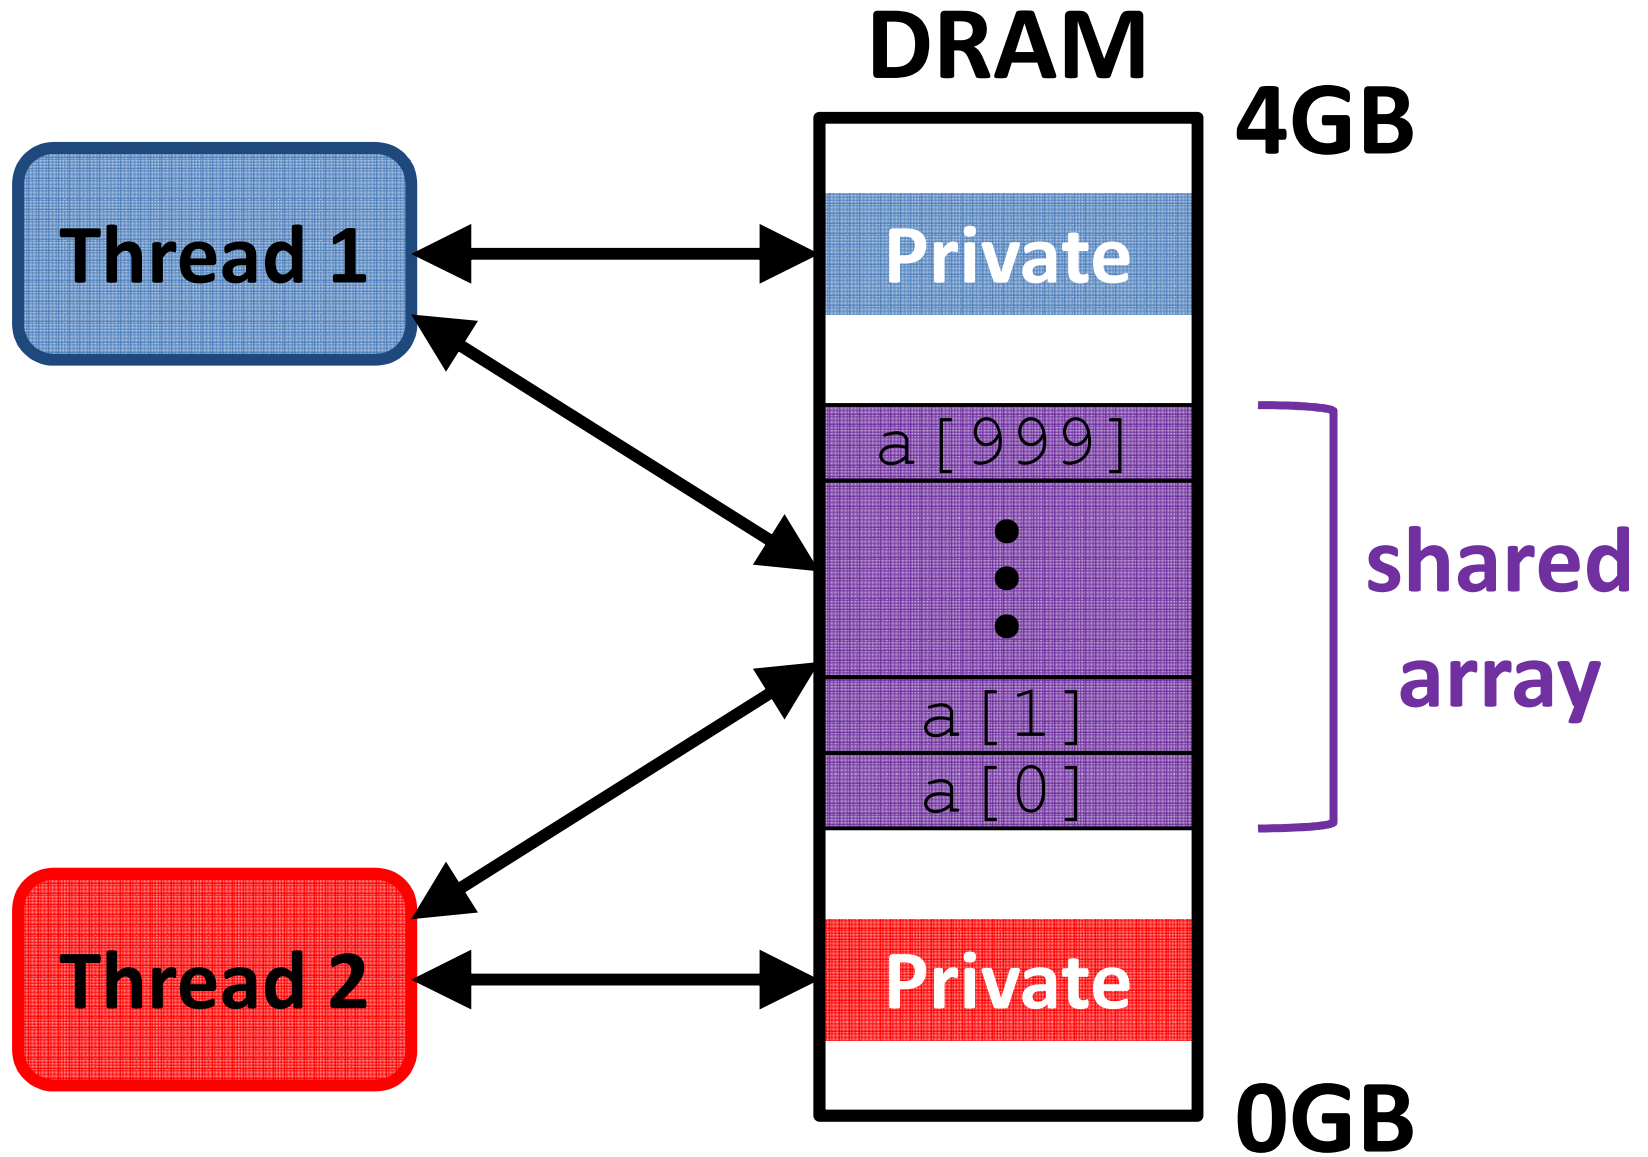 DRAM
4GB
Thread 1
Private
a[999]
shared
array
a[1]
a[0]
Thread 2
Private
0GB